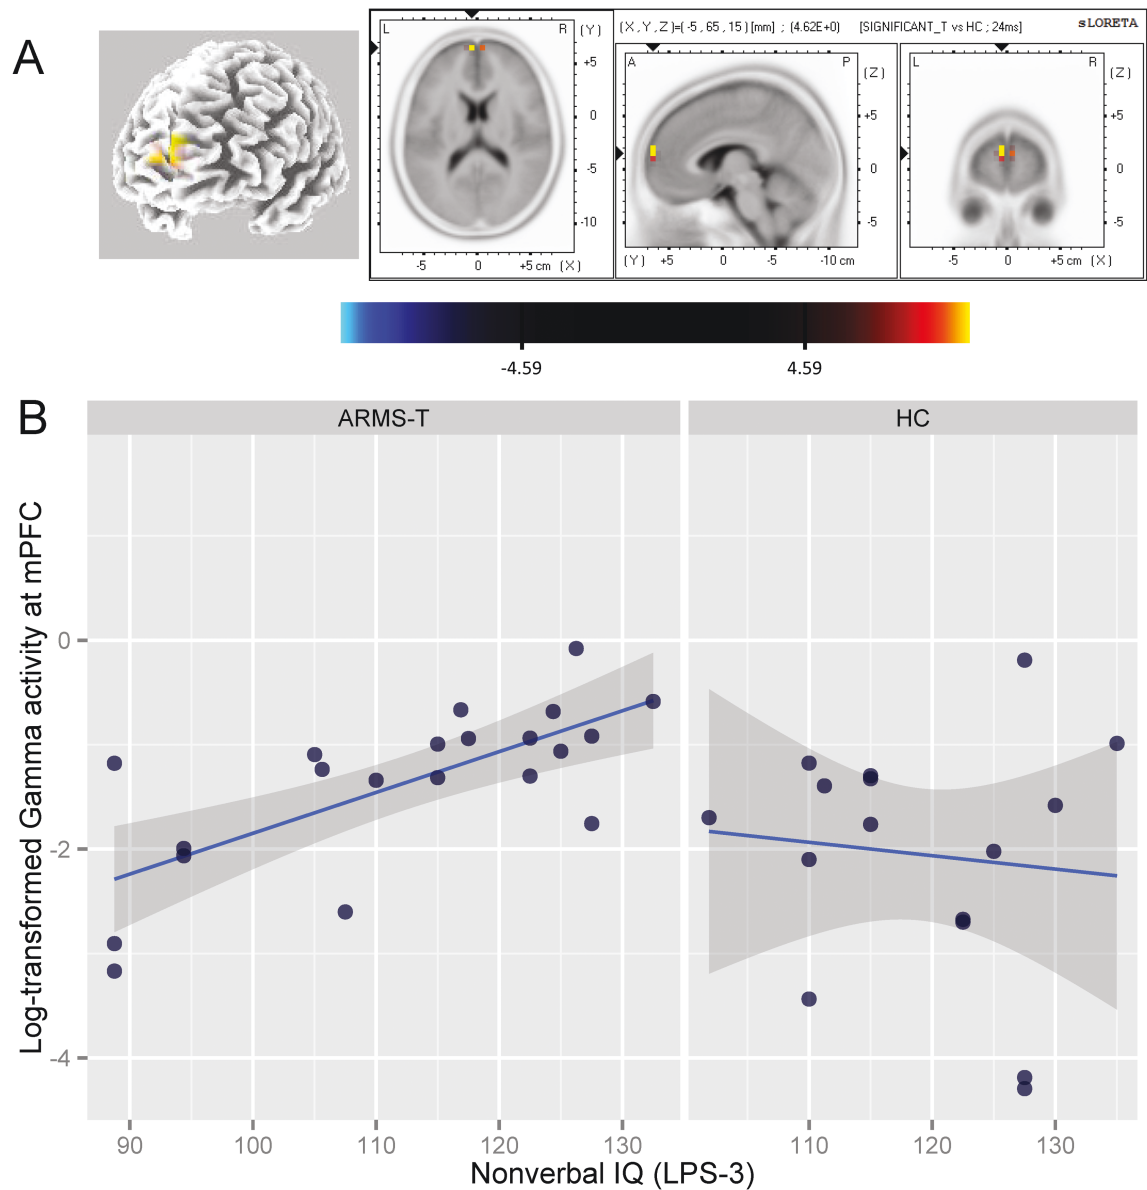 A
L R (Y)
+5
0
-5
-10
-5 0 +5 cm (X)
(X,Y,Z)=(-5,65,15)[mm] ; (4.62E+0) [SIGNIFICANT_T vs HC ; 24ms] sLORETA
A P (Z)
+5
0
-5
(Y) +5 0 -5 -10 cm
L R (Z)
+5
0
-5
-5 0 +5 cm (X)
-4.59 4.59
B
ARMS-T HC
Log-transformed Gamma activity at mPFC
0
-2
-4
90 100 110 120 130 110 120 130
Nonverbal IQ (LPS-3)